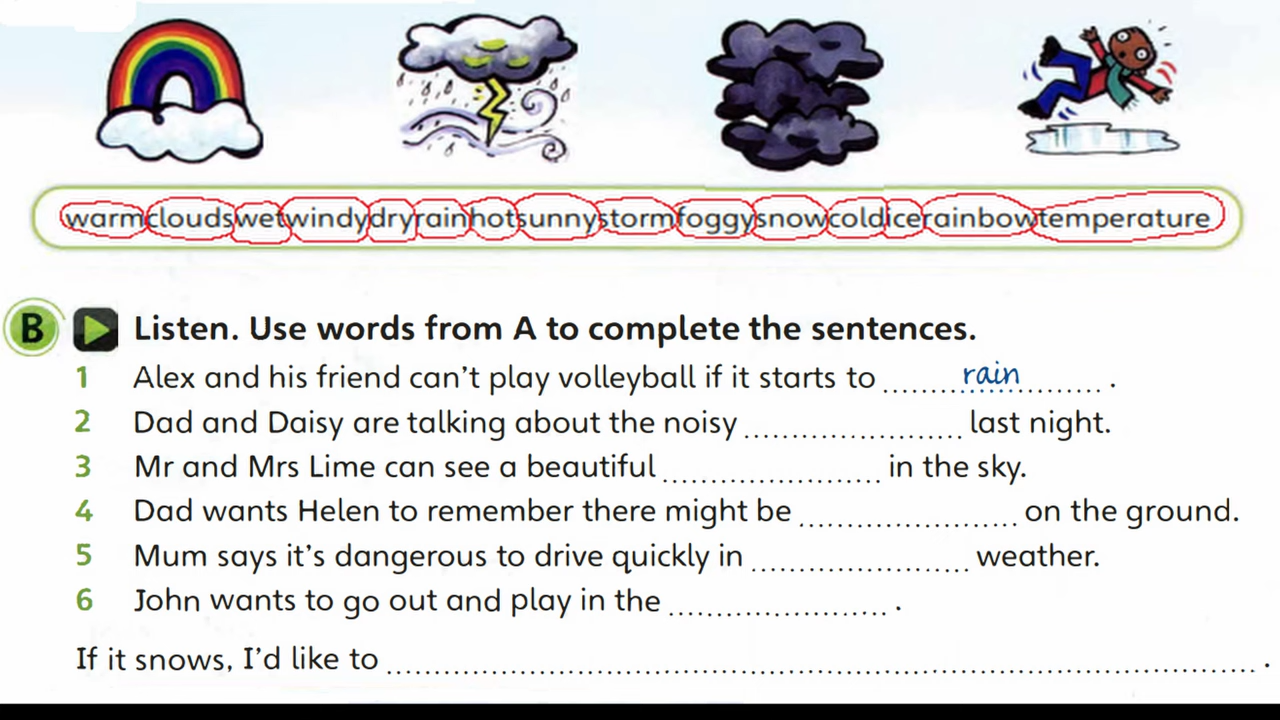 warmcloudswetwindydryrainhotsunnystormfoggysnowcoldicerainbowtemperature
B Listen. Use words from A to complete the sentences.
1 Alex and his friend can't play volleyball if it starts to ......rain...... .
2 Dad and Daisy are talking about the noisy ...................... last night.
3 Mr and Mrs Lime can see a beautiful ...................... in the sky.
4 Dad wants Helen to remember there might be ...................... on the ground.
5 Mum says it's dangerous to drive quickly in ...................... weather.
6 John wants to go out and play in the ...................... .
If it snows, I'd like to ........................................................................................ .